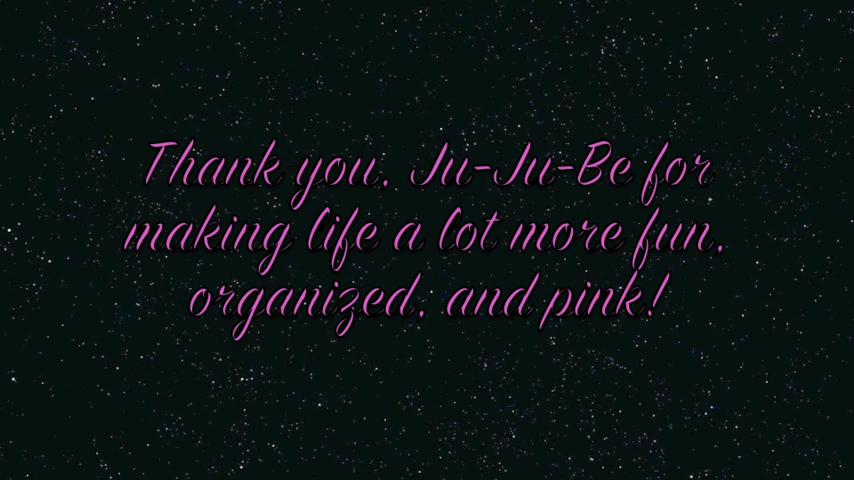 Thank you, Ju-Ju-Be for
making life a lot more fun,
organized, and pink!